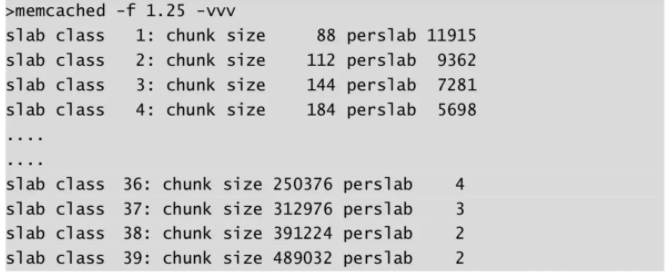 >memcached -f 1.25 -vvv
slab class   1: chunk size     88 perslab 11915
slab class   2: chunk size    112 perslab  9362
slab class   3: chunk size    144 perslab  7281
slab class   4: chunk size    184 perslab  5698
....
....
slab class  36: chunk size 250376 perslab    4
slab class  37: chunk size 312976 perslab    3
slab class  38: chunk size 391224 perslab    2
slab class  39: chunk size 489032 perslab    2